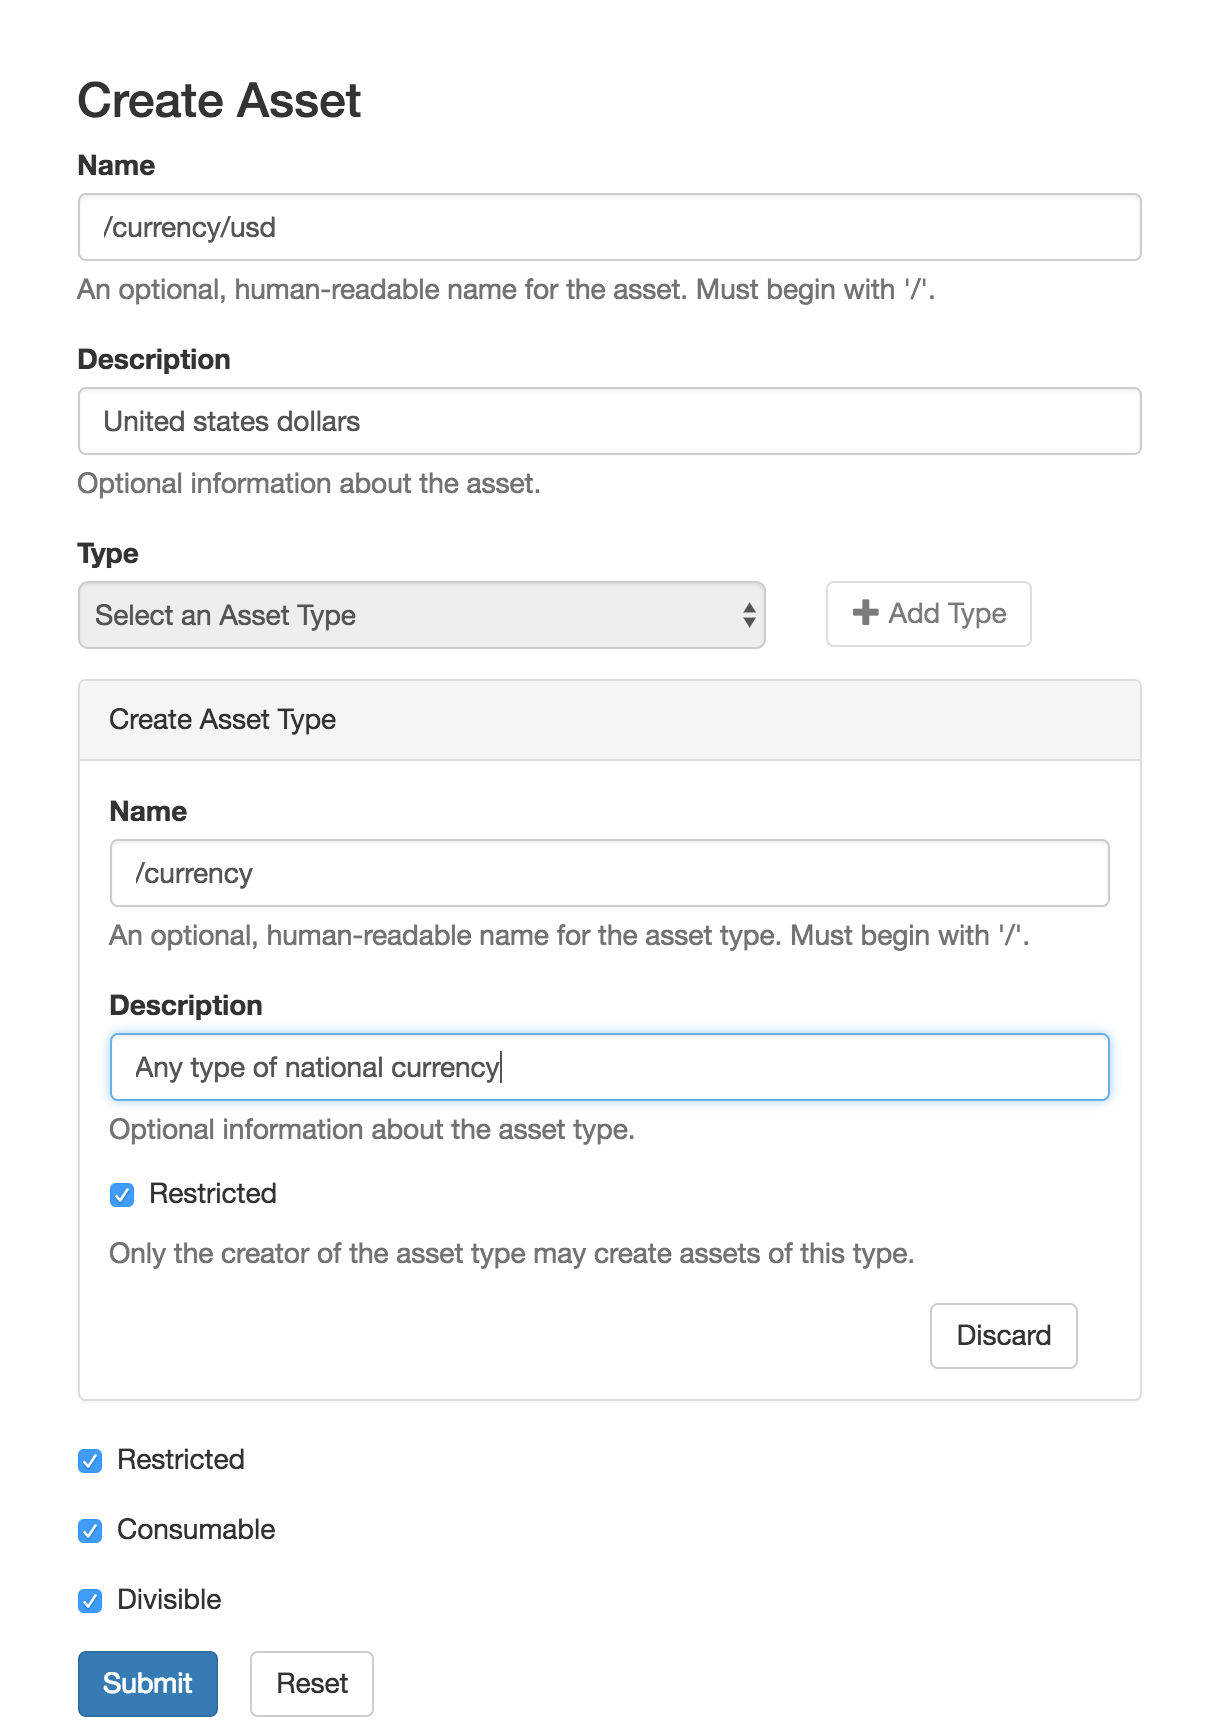 Create Asset
Name
/currency/usd
An optional, human-readable name for the asset. Must begin with '/'.
Description
United states dollars
Optional information about the asset.
Type
Select an Asset Type
Add Type
Create Asset Type
Name
/currency
An optional, human-readable name for the asset type. Must begin with '/'.
Description
Any type of national currency
Optional information about the asset type.
Restricted
Only the creator of the asset type may create assets of this type.
Discard
Restricted
Consumable
Divisible
Submit
Reset